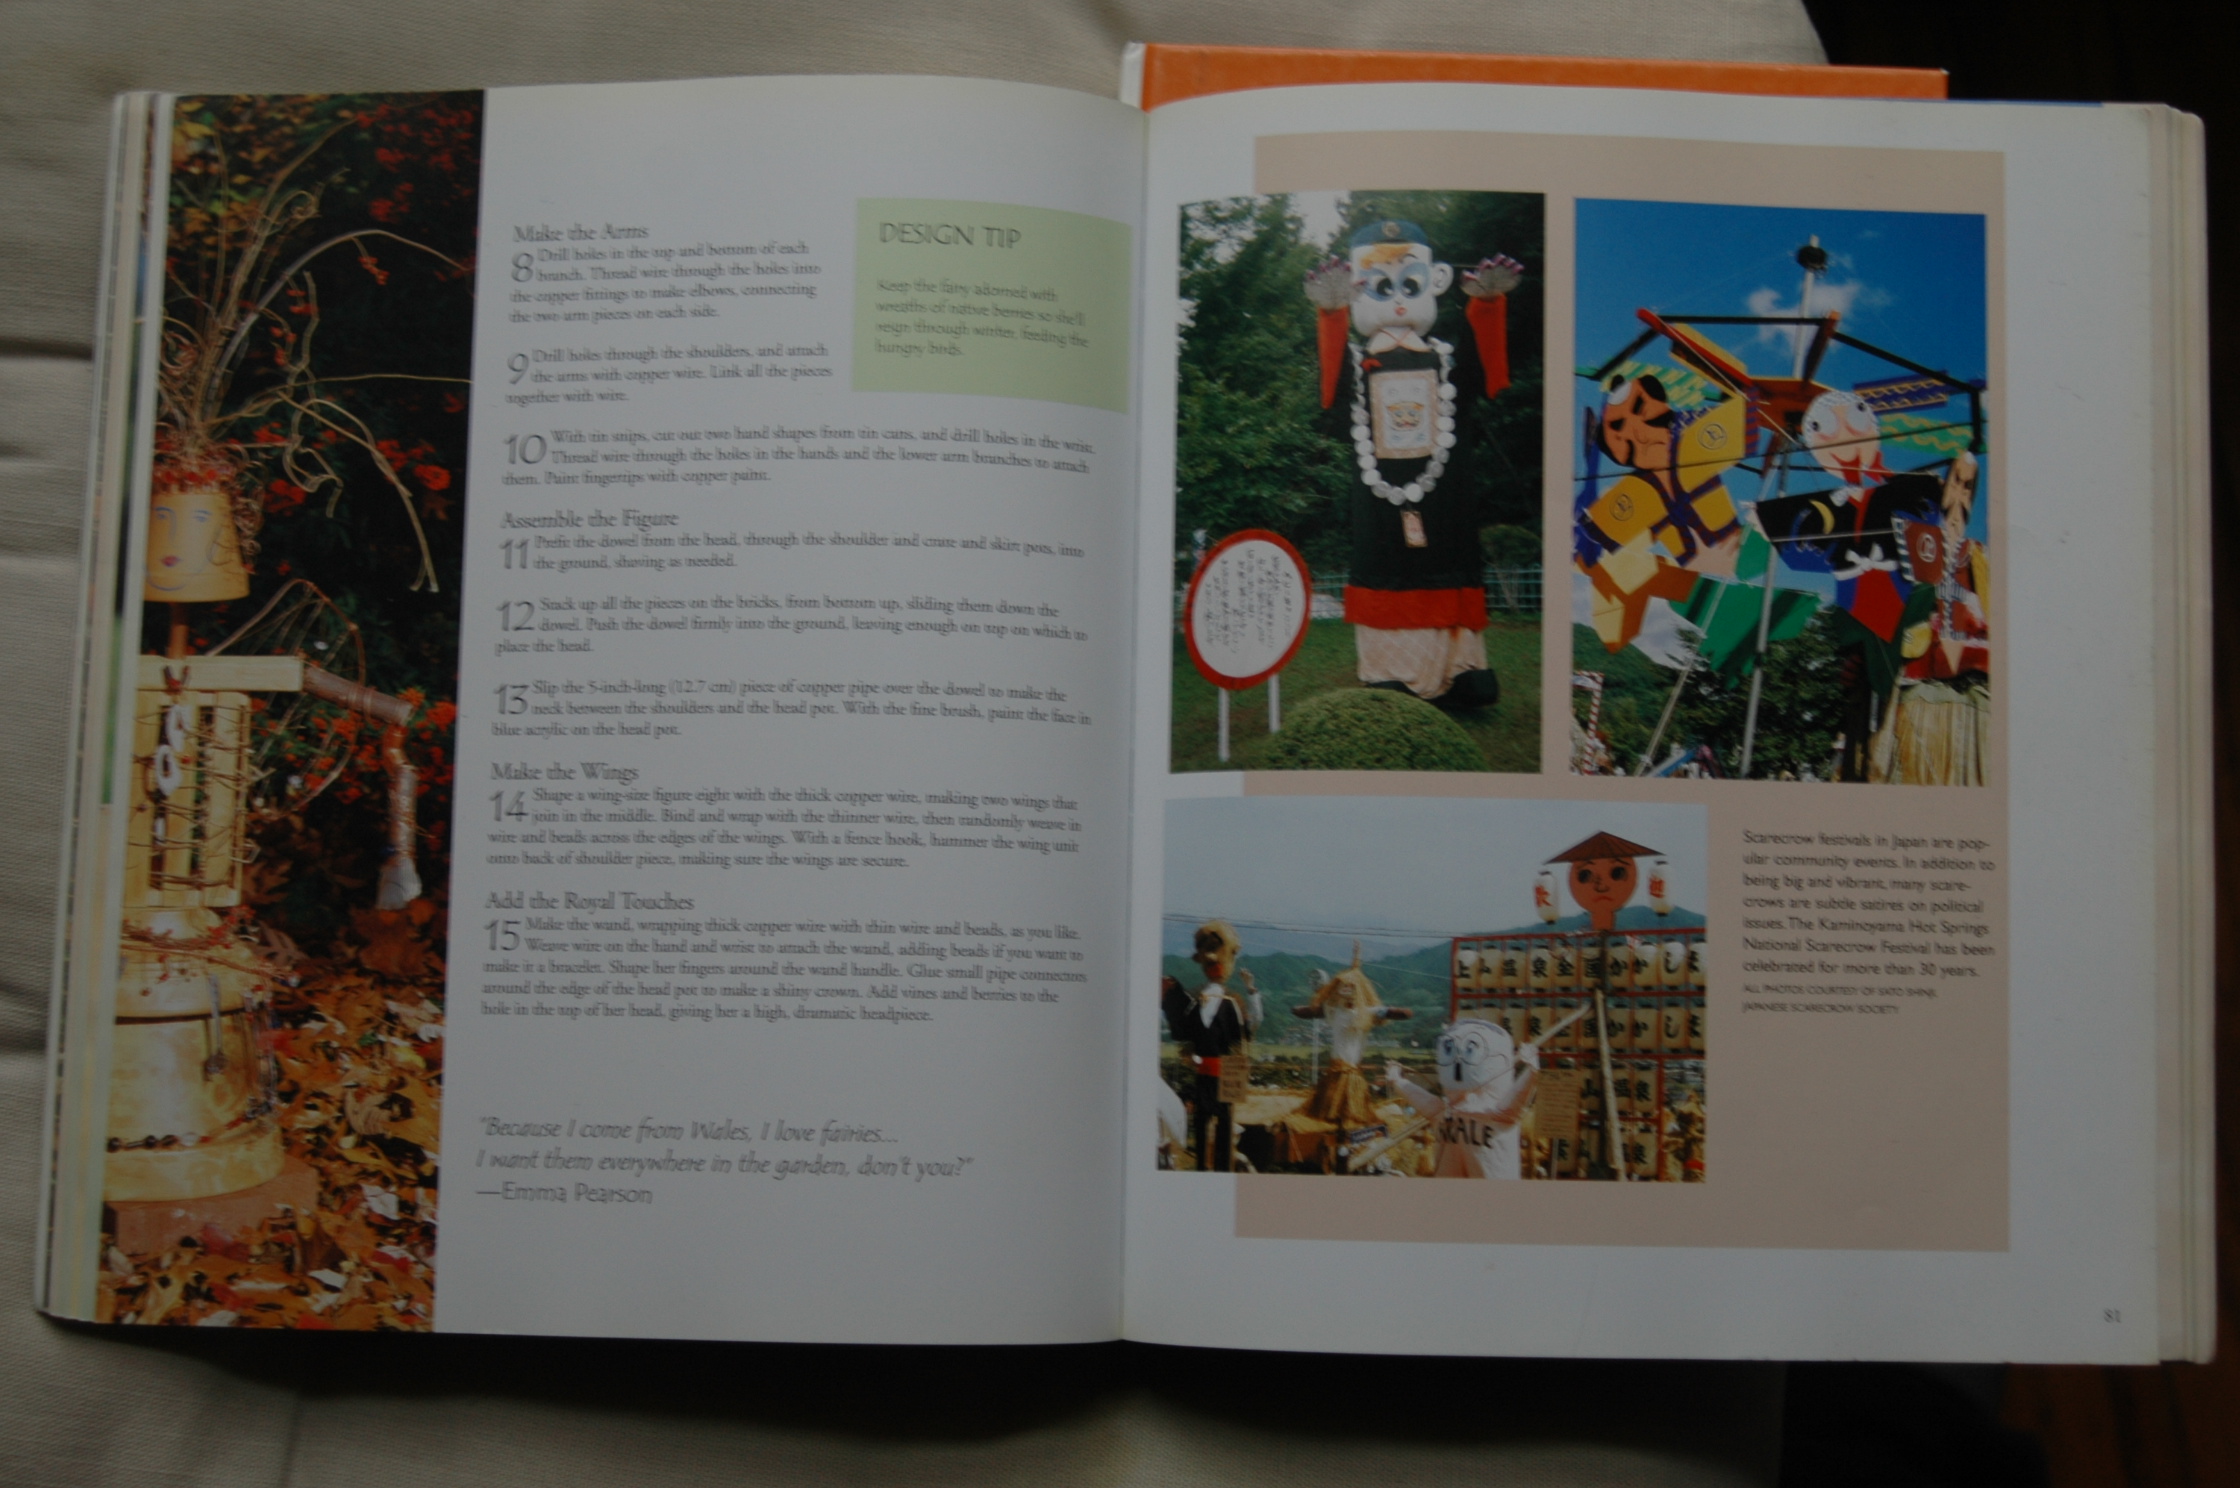 Make the Arms
8 Drill holes in the top and bottom of each
branch. Thread wire through the holes into
the copper fittings to make elbows, connecting
the two arm pieces on each side.
9 Drill holes through the shoulders, and attach
the arms with copper wire. Link all the pieces
together with wire.
10 With tin snips, cut out two hand shapes from tin cans, and drill holes in the wrist.
Thread wire through the holes in the hands and the lower arm branches to attach
them. Paint fingertips with copper paint.
Assemble the Figure
11 Prefit the dowel from the head, through the shoulder and crate and skirt pots, into
the ground, shaving as needed.
12 Stack up all the pieces on the bricks, from bottom up, sliding them down the
dowel. Push the dowel firmly into the ground, leaving enough on top on which to
place the head.
13 Slip the 5-inch-long (12.7 cm) piece of copper pipe over the dowel to make the
neck between the shoulders and the head pot. With the fine brush, paint the face in
blue acrylic on the head pot.
Make the Wings
14 Shape a wing-size figure eight with the thick copper wire, making two wings that
join in the middle. Bind and wrap with the thinner wire, then randomly weave in
wire and beads across the edges of the wings. With a fence hook, hammer the wing unit
onto back of shoulder piece, making sure the wings are secure.
Add the Royal Touches
15 Make the wand, wrapping thick copper wire with thin wire and beads, as you like.
Weave wire on the hand and wrist to attach the wand, adding beads if you want to
make it a bracelet. Shape her fingers around the wand handle. Glue small pipe connectors
around the edge of the head pot to make a shiny crown. Add vines and berries to the
hole in the top of her head, giving her a high, dramatic headpiece.
"Because I come from Wales, I love fairies...
I want them everywhere in the garden, don't you?"
—Emma Pearson
DESIGN TIP
Keep the fairy adorned with
wreaths of native berries so she'll
reign through winter, feeding the
hungry birds.
上山温泉全国かかしま
泉全国かかしま
山温泉
Scarecrow festivals in Japan are pop-
ular community events. In addition to
being big and vibrant, many scare-
crows are subtle satires on political
issues. The Kaminoyama Hot Springs
National Scarecrow Festival has been
celebrated for more than 30 years.
ALL PHOTOS COURTESY OF SATO SHINJI,
JAPANESE SCARECROW SOCIETY
81